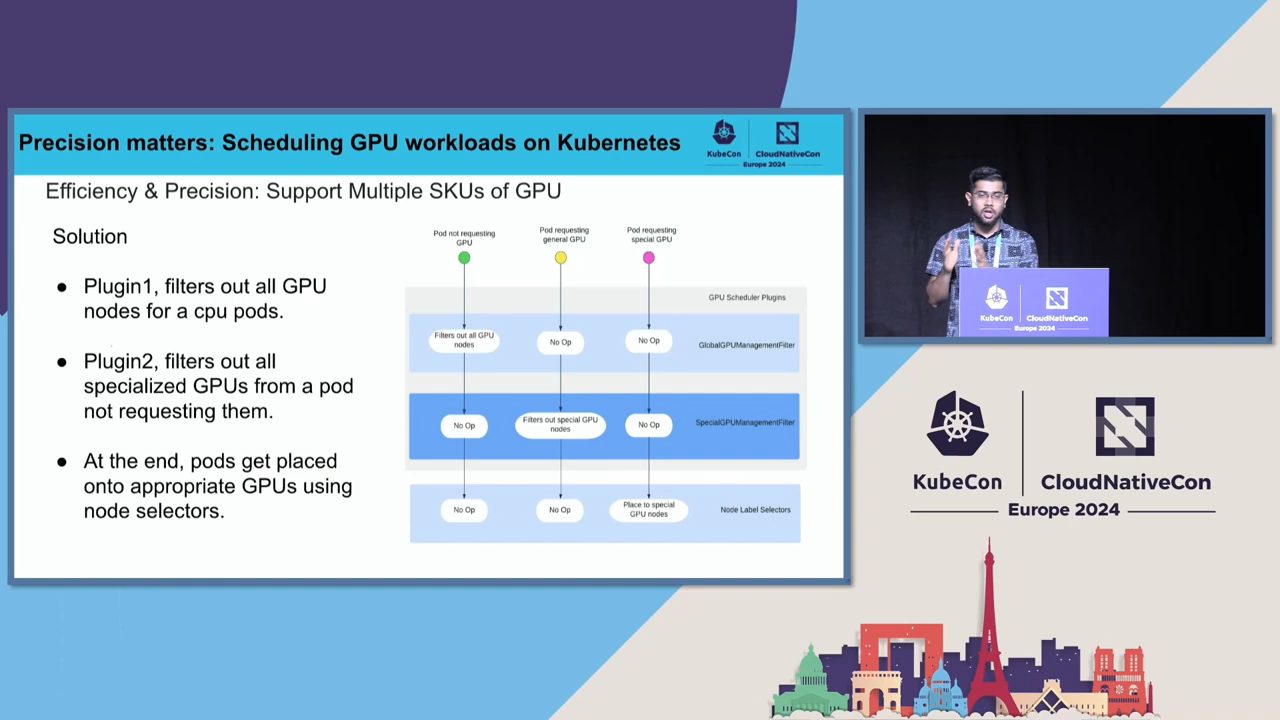 Precision matters: Scheduling GPU workloads on Kubernetes
KubeCon
CloudNativeCon
Europe 2024
Efficiency & Precision: Support Multiple SKUs of GPU
Solution
● Plugin1, filters out all GPU
nodes for a cpu pods.
● Plugin2, filters out all
specialized GPUs from a pod
not requesting them.
● At the end, pods get placed
onto appropriate GPUs using
node selectors.
Pod not requesting
GPU
Pod requesting
general GPU
Pod requesting
special GPU
GPU Scheduler Plugins
Filters out all GPU
nodes
No Op
No Op
GlobalGPUManagementFilter
No Op
Filters out special GPU
nodes
No Op
SpecialGPUManagementFilter
No Op
No Op
Place to special
GPU nodes
Node Label Selectors
KubeCon
CloudNativeCon
Europe 2024
KubeCon
CloudNativeCon
Europe 2024